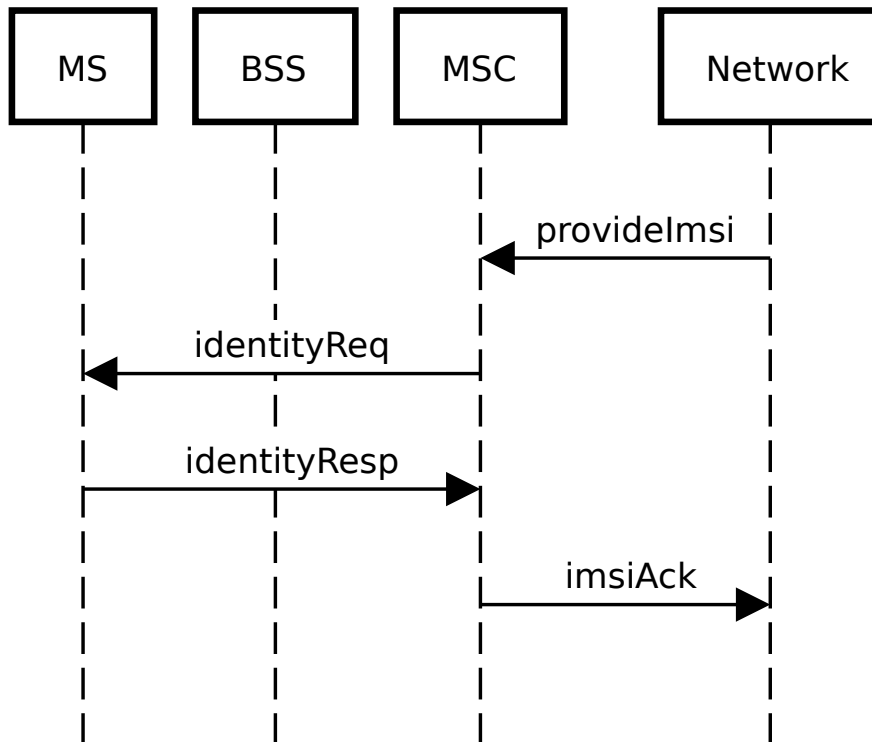 MS
BSS
MSC
Network
provideImsi
identityReq
identityResp
imsiAck